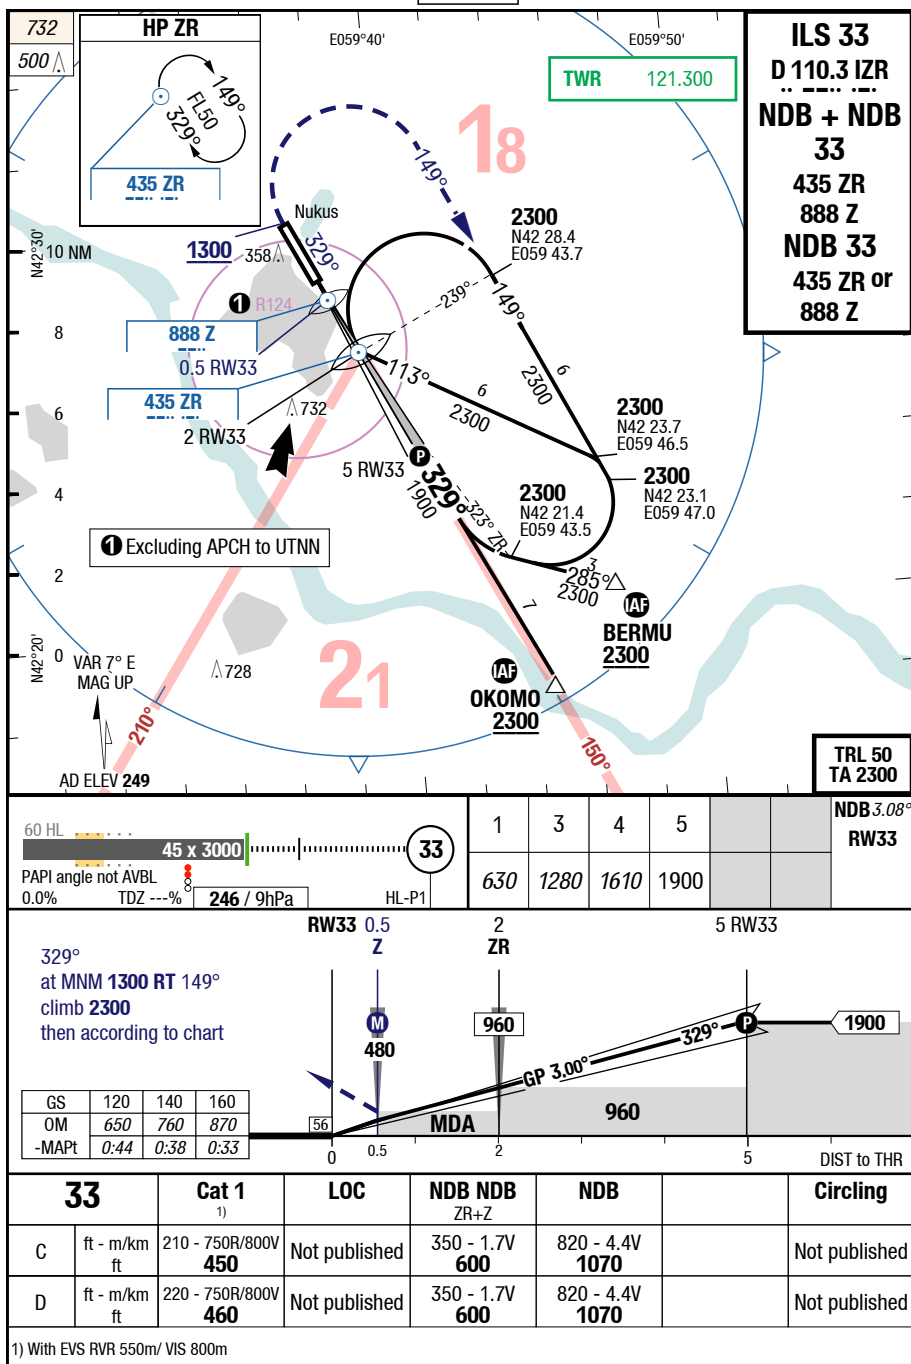 732
500
HP ZR
149°
FL50
329°
435 ZR
E059°40'
E059°50'
TWR 121.300
ILS 33
D 110.3 IZR
NDB + NDB
33
435 ZR
888 Z
NDB 33
435 ZR or
888 Z
18
149°
Nukus
2300
N42 28.4
E059 43.7
N42°30'
10 NM
1300
358
329°
239°
149°
1 R124
888 Z
0.5 RW33
8
113°
6
2300
6
2300
435 ZR
732
2 RW33
6
2300
N42 23.7
E059 46.5
5 RW33
P
329°
1900
323° ZR
2300
N42 21.4
E059 43.5
2300
N42 23.1
E059 47.0
4
1 Excluding APCH to UTNN
3
285°
2300
IAF
BERMU
2300
2
7
N42°20'
0
VAR 7° E
MAG UP
728
21
IAF
OKOMO
2300
210°
150°
AD ELEV 249
TRL 50
TA 2300
60 HL
45 x 3000
33
PAPI angle not AVBL
0.0%
TDZ ---%
246 / 9hPa
HL-P1
1 3 4 5
630 1280 1610 1900
NDB 3.08°
RW33
RW33 0.5 2 5 RW33
Z ZR
329°
at MNM 1300 RT 149°
climb 2300
then according to chart
M
480
960
P
1900
329°
GP 3.00°
MDA
960
56
0 0.5 2 5 DIST to THR
GS 120 140 160
OM 650 760 870
-MAPt 0:44 0:38 0:33
33 Cat 1 LOC NDB NDB NDB Circling
1) ZR+Z
C ft - m/km 210 - 750R/800V Not published 350 - 1.7V 820 - 4.4V Not published
ft 450 600 1070
D ft - m/km 220 - 750R/800V Not published 350 - 1.7V 820 - 4.4V Not published
ft 460 600 1070
1) With EVS RVR 550m/ VIS 800m